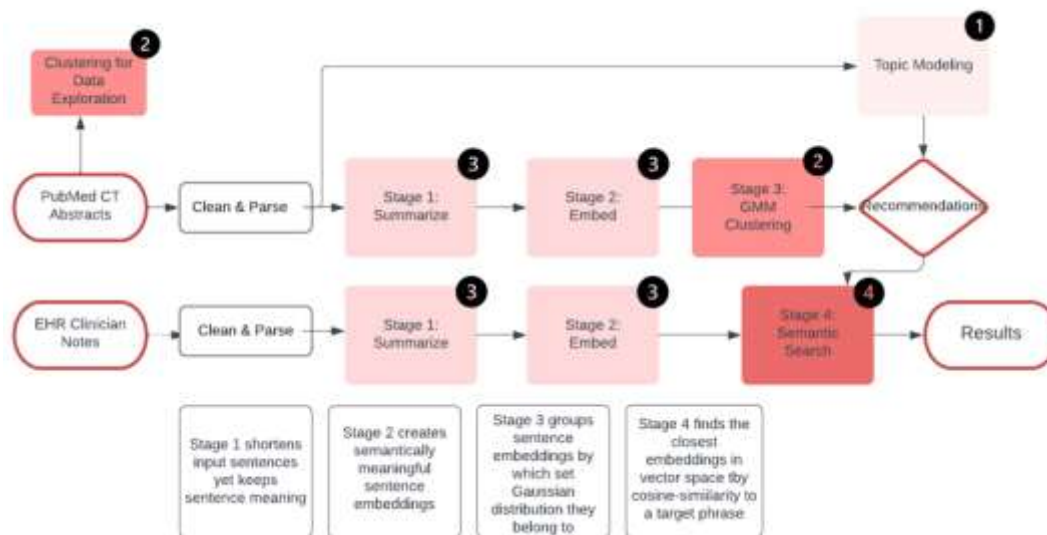 1
Topic Modeling
2
Clustering for
Data
Exploration
PubMed CT
Abstracts
Clean & Parse
3
Stage 1:
Summarize
3
Stage 2:
Embed
2
Stage 3:
GMM
Clustering
Recommendations
EHR Clinician
Notes
Clean & Parse
3
Stage 1:
Summarize
3
Stage 2:
Embed
4
Stage 4:
Semantic
Search
Results
Stage 1 shortens
input sentences
yet keeps
sentence meaning
Stage 2 creates
semantically
meaningful
sentence
embeddings
Stage 3 groups
sentence
embeddings by
which set
Gaussian
distribution they
belong to
Stage 4 finds the
closest
embeddings in
vector space tby
cosine-similarity to
a target phrase